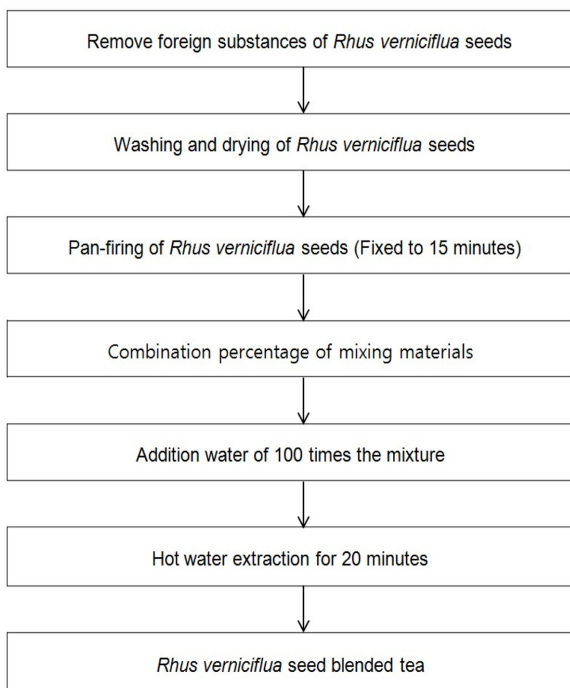 Remove foreign substances of Rhus verniciflua seeds
Washing and drying of Rhus verniciflua seeds
Pan-firing of Rhus verniciflua seeds (Fixed to 15 minutes)
Combination percentage of mixing materials
Addition water of 100 times the mixture
Hot water extraction for 20 minutes
Rhus verniciflua seed blended tea